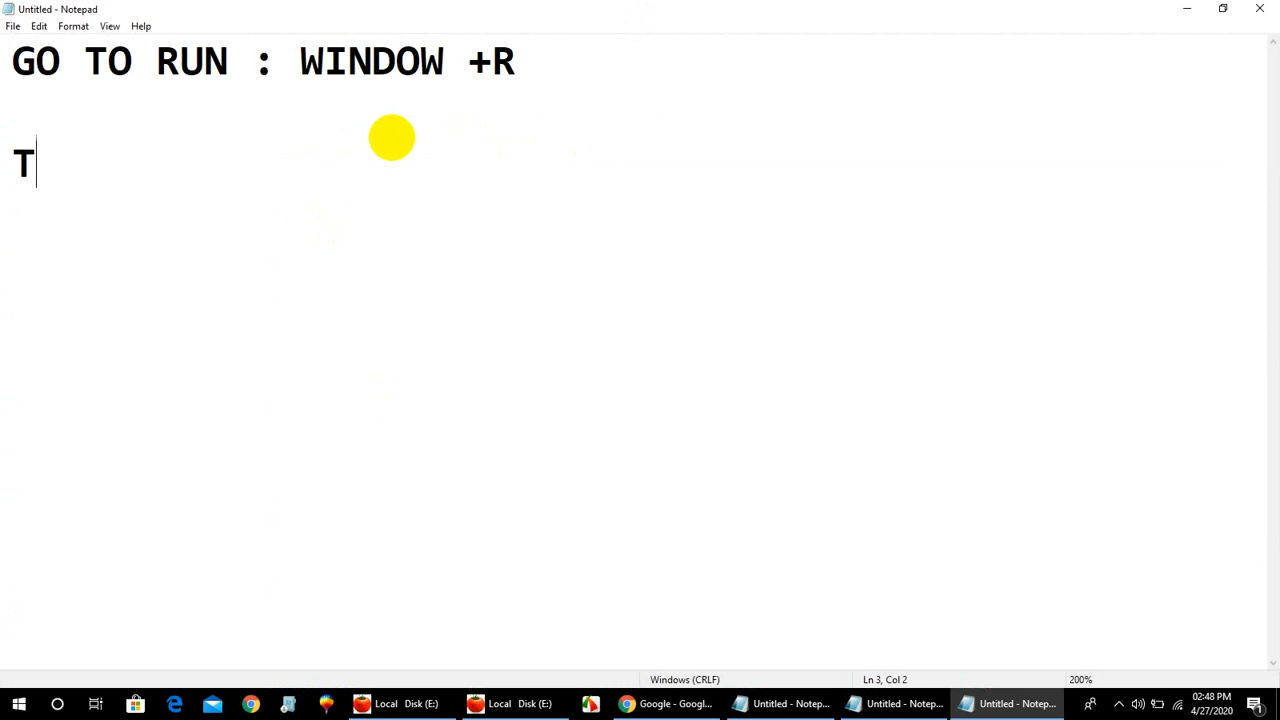 Untitled - Notepad
File Edit Format View Help
GO TO RUN : WINDOW +R
T
Windows (CRLF) Ln 3, Col 2 200%
Local Disk (E:) Local Disk (E:) Google - Googl... Untitled - Notep... Untitled - Notep... Untitled - Notep... 02:48 PM
4/27/2020
1